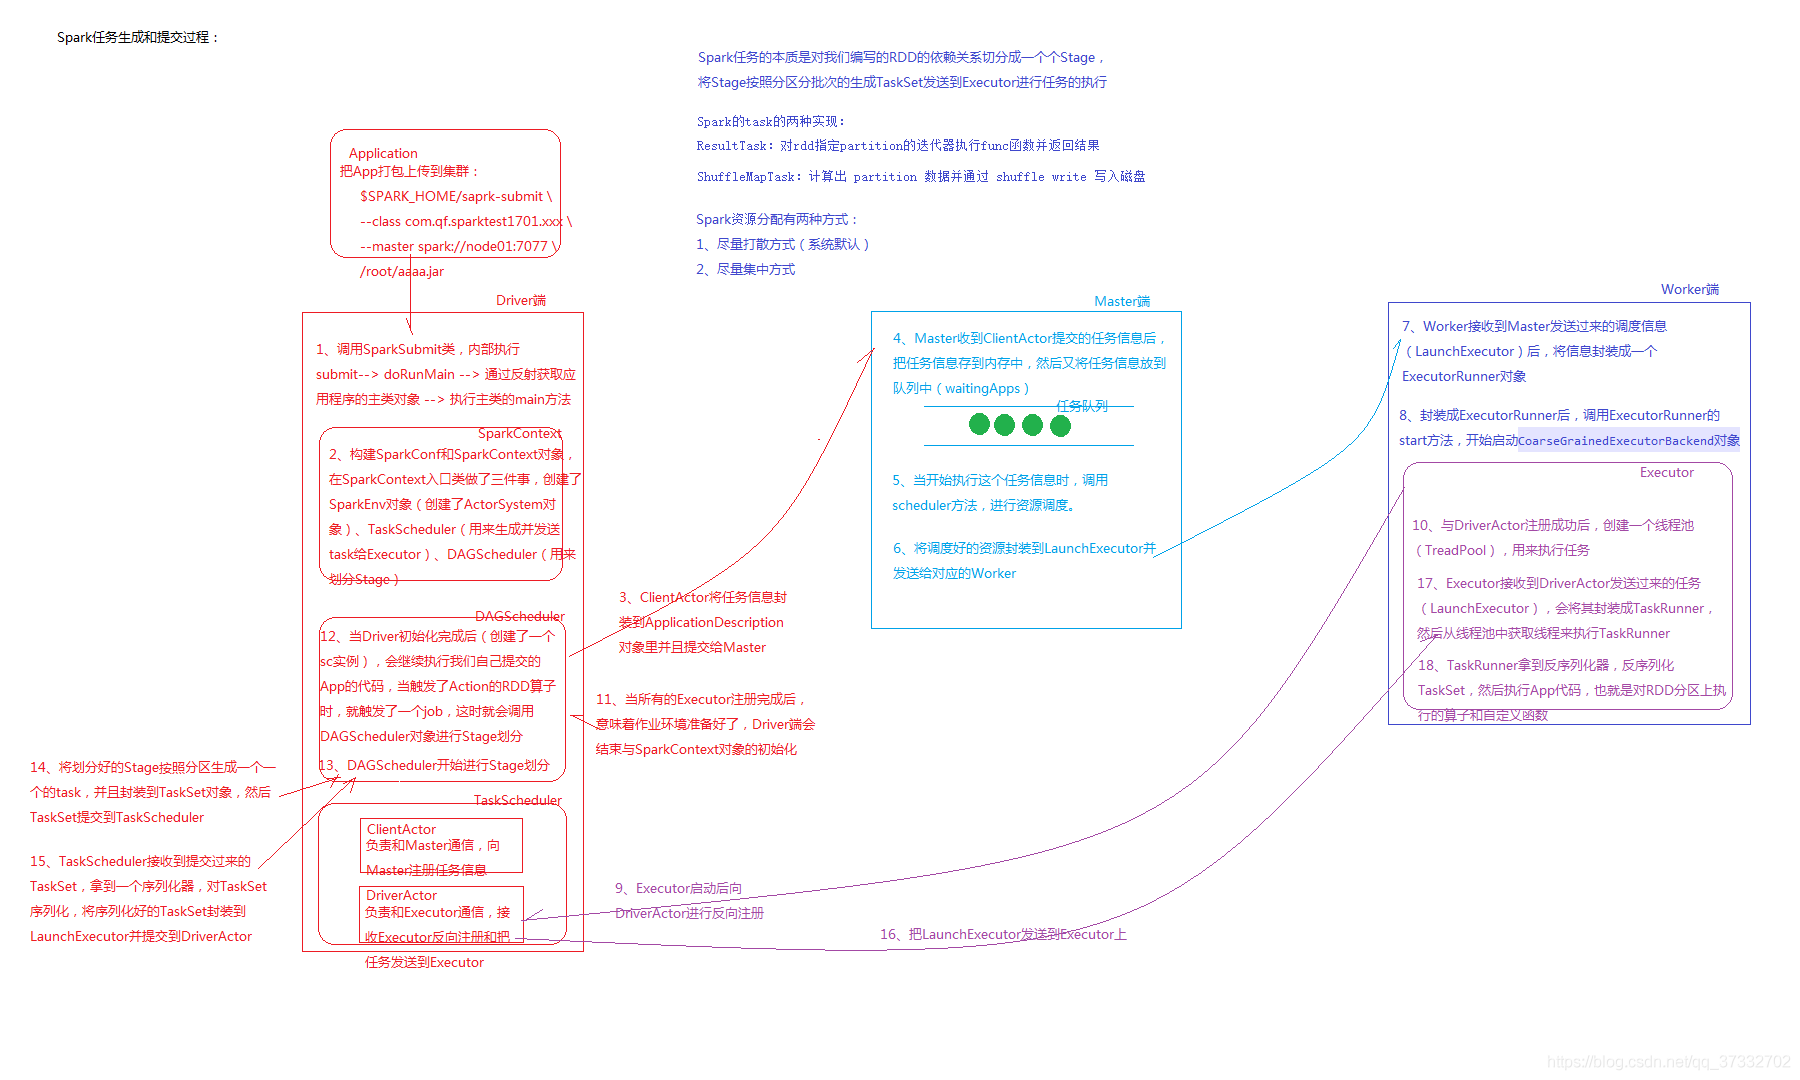 Spark任务生成和提交过程：
Spark任务的本质是对我们编写的RDD的依赖关系切分成一个个Stage，
将Stage按照分区分批次的生成TaskSet发送到Executor进行任务的执行
Spark的task的两种实现：
ResultTask：对rdd指定partition的迭代器执行func函数并返回结果
ShuffleMapTask：计算出 partition 数据并通过 shuffle write 写入磁盘
Spark资源分配有两种方式：
1、尽量打散方式（系统默认）
2、尽量集中方式
Application
把App打包上传到集群：
$SPARK_HOME/saprk-submit \
--class com.qf.sparktest1701.xxx \
--master spark://node01:7077 \
/root/aaaa.jar
Driver端
1、调用SparkSubmit类，内部执行
submit--> doRunMain --> 通过反射获取应
用程序的主类对象 --> 执行主类的main方法
SparkContext
2、构建SparkConf和SparkContext对象，
在SparkContext入口类做了三件事，创建了
SparkEnv对象（创建了ActorSystem对
象）、TaskScheduler（用来生成并发送
task给Executor）、DAGScheduler（用来
划分Stage）
DAGScheduler
12、当Driver初始化完成后（创建了一个
sc实例），会继续执行我们自己提交的
App的代码，当触发了Action的RDD算子
时，就触发了一个job，这时就会调用
DAGScheduler对象进行Stage划分
13、DAGScheduler开始进行Stage划分
TaskScheduler
ClientActor
负责和Master通信，向
Master注册任务信息
DriverActor
负责和Executor通信，接
收Executor反向注册和把
任务发送到Executor
14、将划分好的Stage按照分区生成一个一
个的task，并且封装到TaskSet对象，然后
TaskSet提交到TaskScheduler
15、TaskScheduler接收到提交过来的
TaskSet，拿到一个序列化器，对TaskSet
序列化，将序列化好的TaskSet封装到
LaunchExecutor并提交到DriverActor
3、ClientActor将任务信息封
装到ApplicationDescription
对象里并且提交给Master
11、当所有的Executor注册完成后，
意味着作业环境准备好了，Driver端会
结束与SparkContext对象的初始化
9、Executor启动后向
DriverActor进行反向注册
16、把LaunchExecutor发送到Executor上
Master端
4、Master收到ClientActor提交的任务信息后，
把任务信息存到内存中，然后又将任务信息放到
队列中（waitingApps）
任务队列
5、当开始执行这个任务信息时，调用
scheduler方法，进行资源调度。
6、将调度好的资源封装到LaunchExecutor并
发送给对应的Worker
Worker端
7、Worker接收到Master发送过来的调度信息
（LaunchExecutor）后，将信息封装成一个
ExecutorRunner对象
8、封装成ExecutorRunner后，调用ExecutorRunner的
start方法，开始启动CoarseGrainedExecutorBackend对象
Executor
10、与DriverActor注册成功后，创建一个线程池
（TreadPool），用来执行任务
17、Executor接收到DriverActor发送过来的任务
（LaunchExecutor），会将其封装成TaskRunner，
然后从线程池中获取线程来执行TaskRunner
18、TaskRunner拿到反序列化器，反序列化
TaskSet，然后执行App代码，也就是对RDD分区上执
行的算子和自定义函数
https://blog.csdn.net/qq_37332702